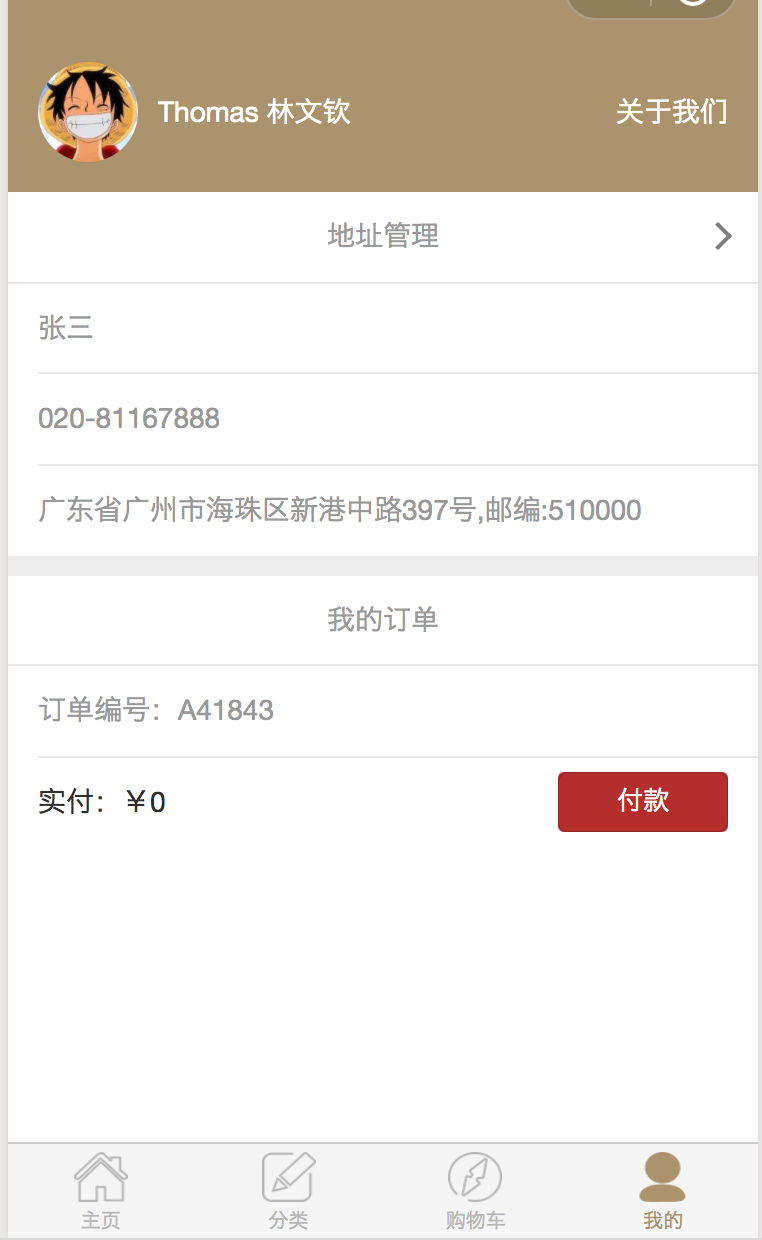 Thomas 林文钦
关于我们
地址管理
张三
020-81167888
广东省广州市海珠区新港中路397号,邮编:510000
我的订单
订单编号：A41843
实付：￥0
付款
主页
分类
购物车
我的